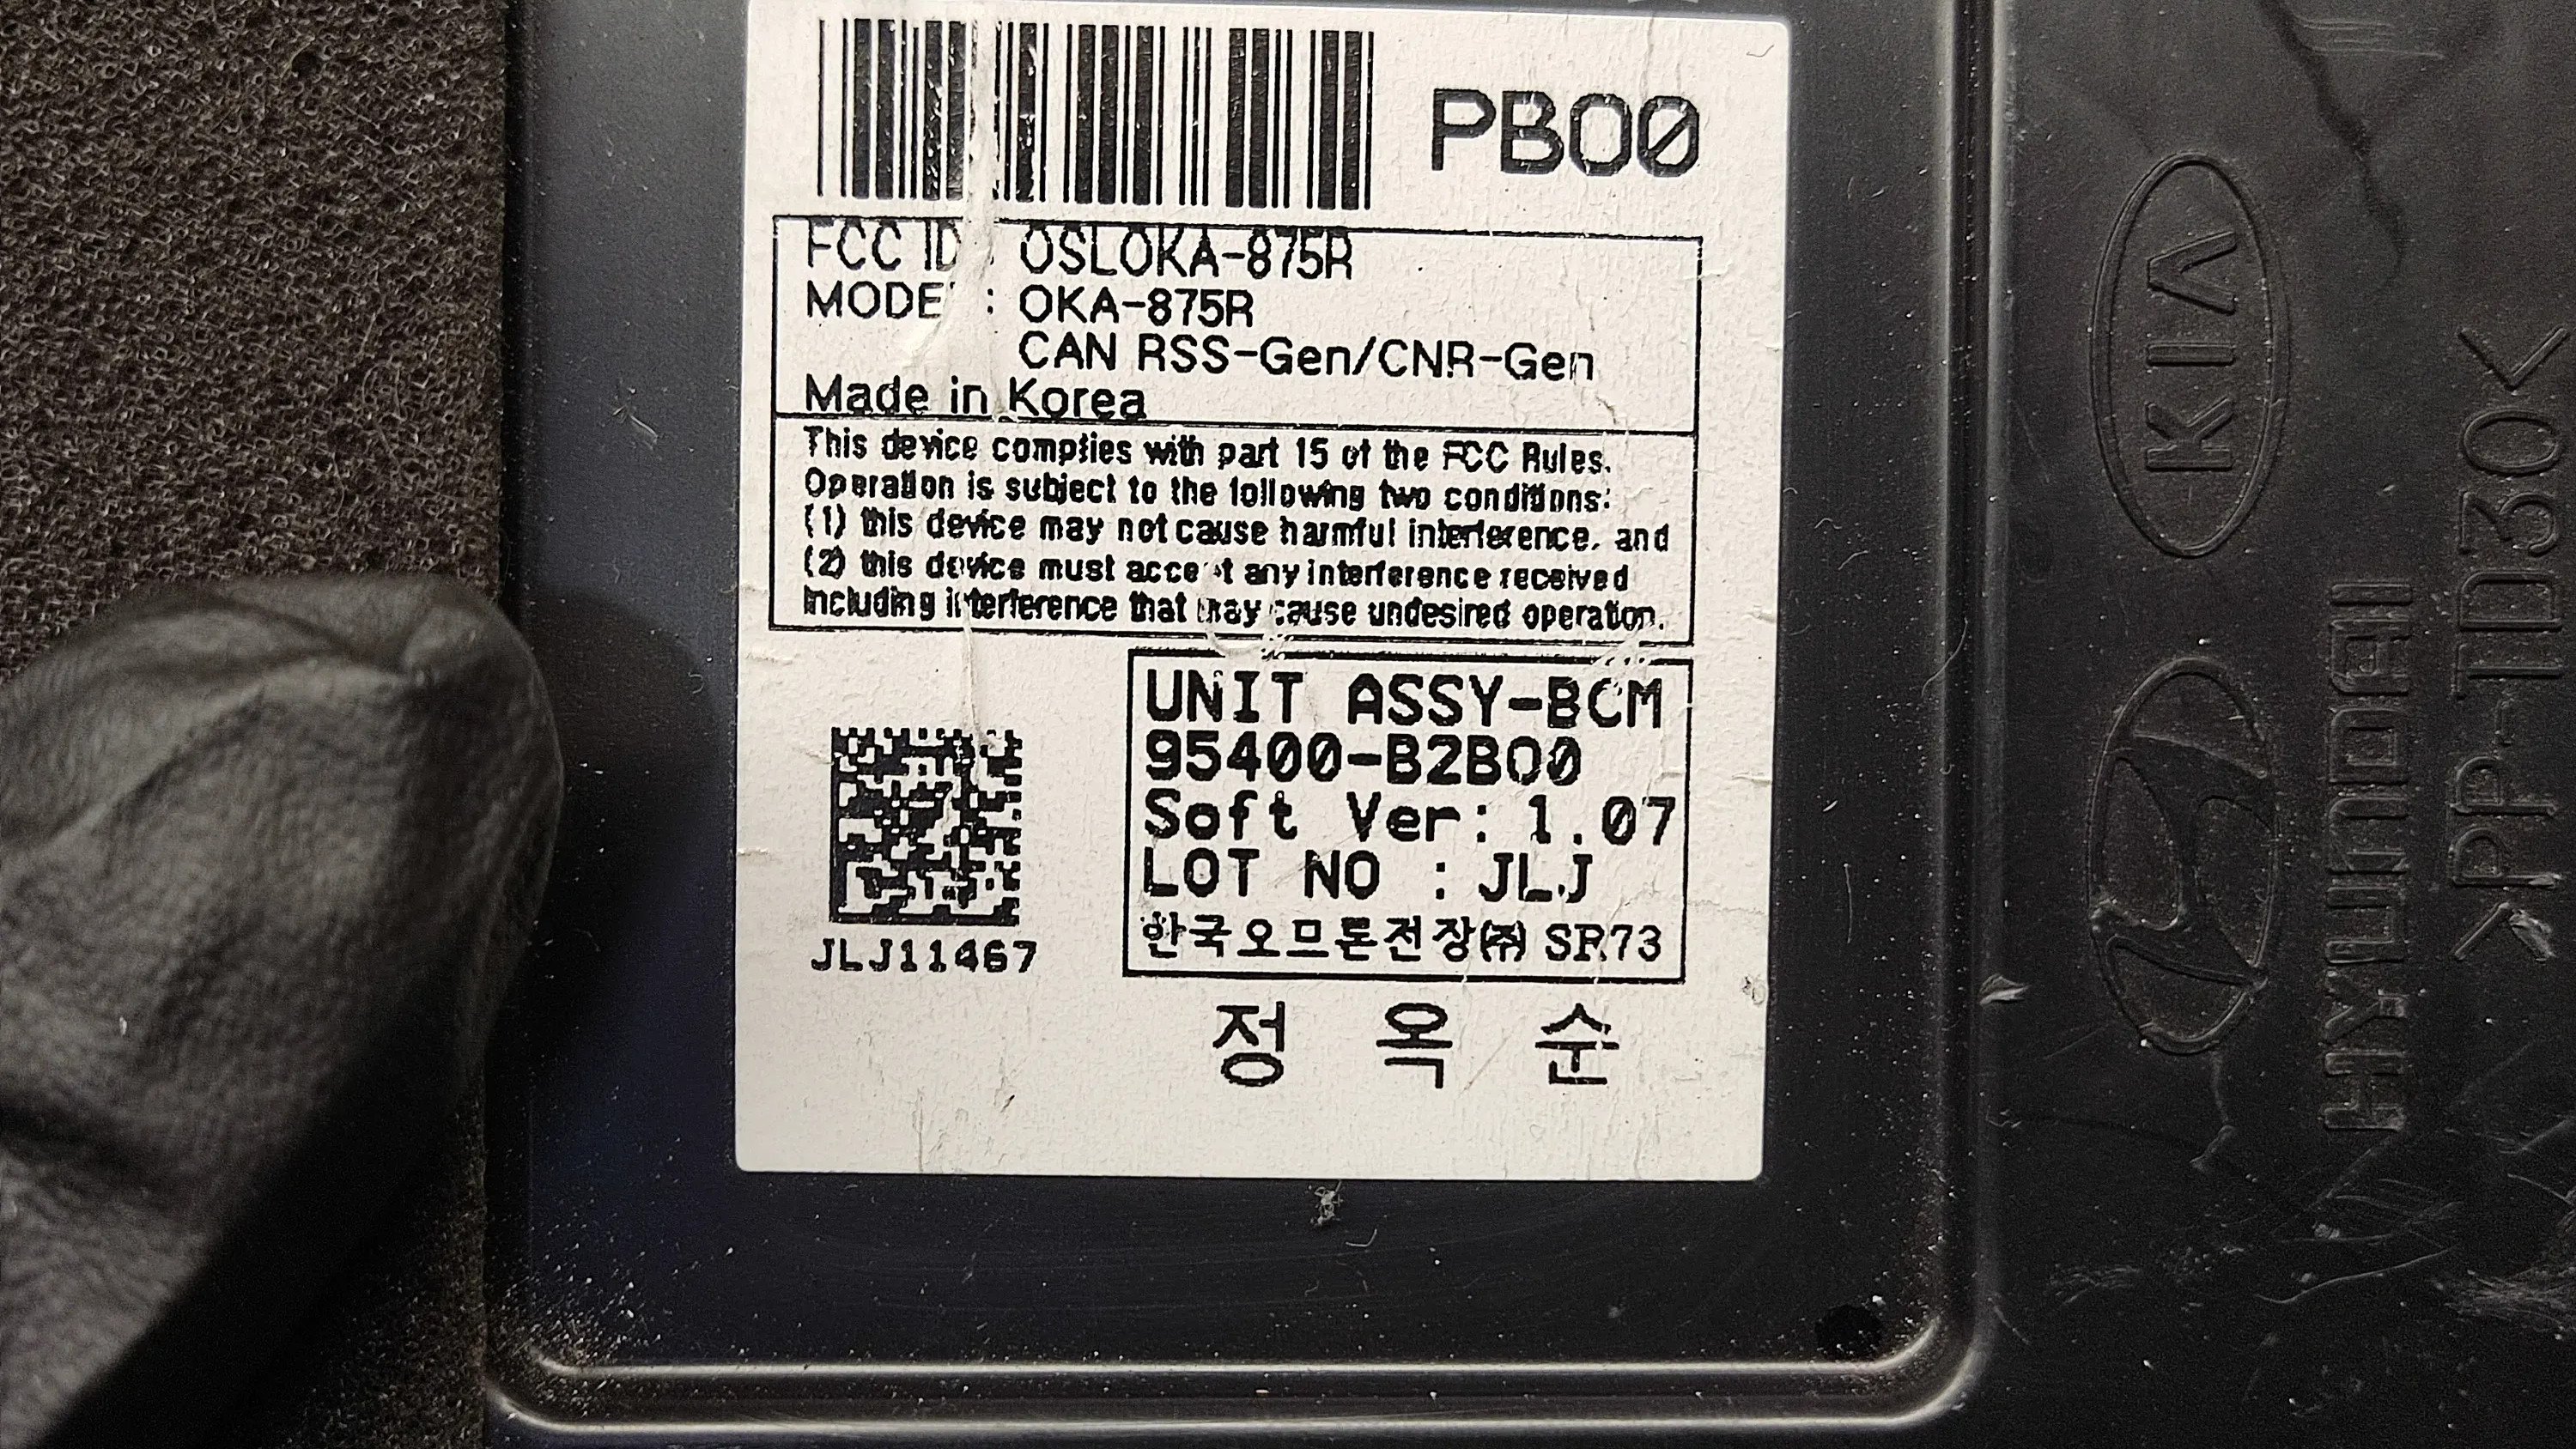 PBO0
FCC ID : OSLOKA-875R
MODEL : OKA-875R
CAN RSS-Gen/CNR-Gen
Made in Korea
This device complies with part 15 of the FCC Rules.
Operation is subject to the following two conditions:
(1) this device may not cause harmful interference, and
(2) this device must accept any interference received
including interference that may cause undesired operation.
UNIT ASSY-BCM
95400-B2BO0
Soft Ver: 1.07
LOT NO : JLJ
한국오므론전장㈜ SR73
JLJ11467
정 옥 순
KIA
HYUNDAI
>PP-TD30<